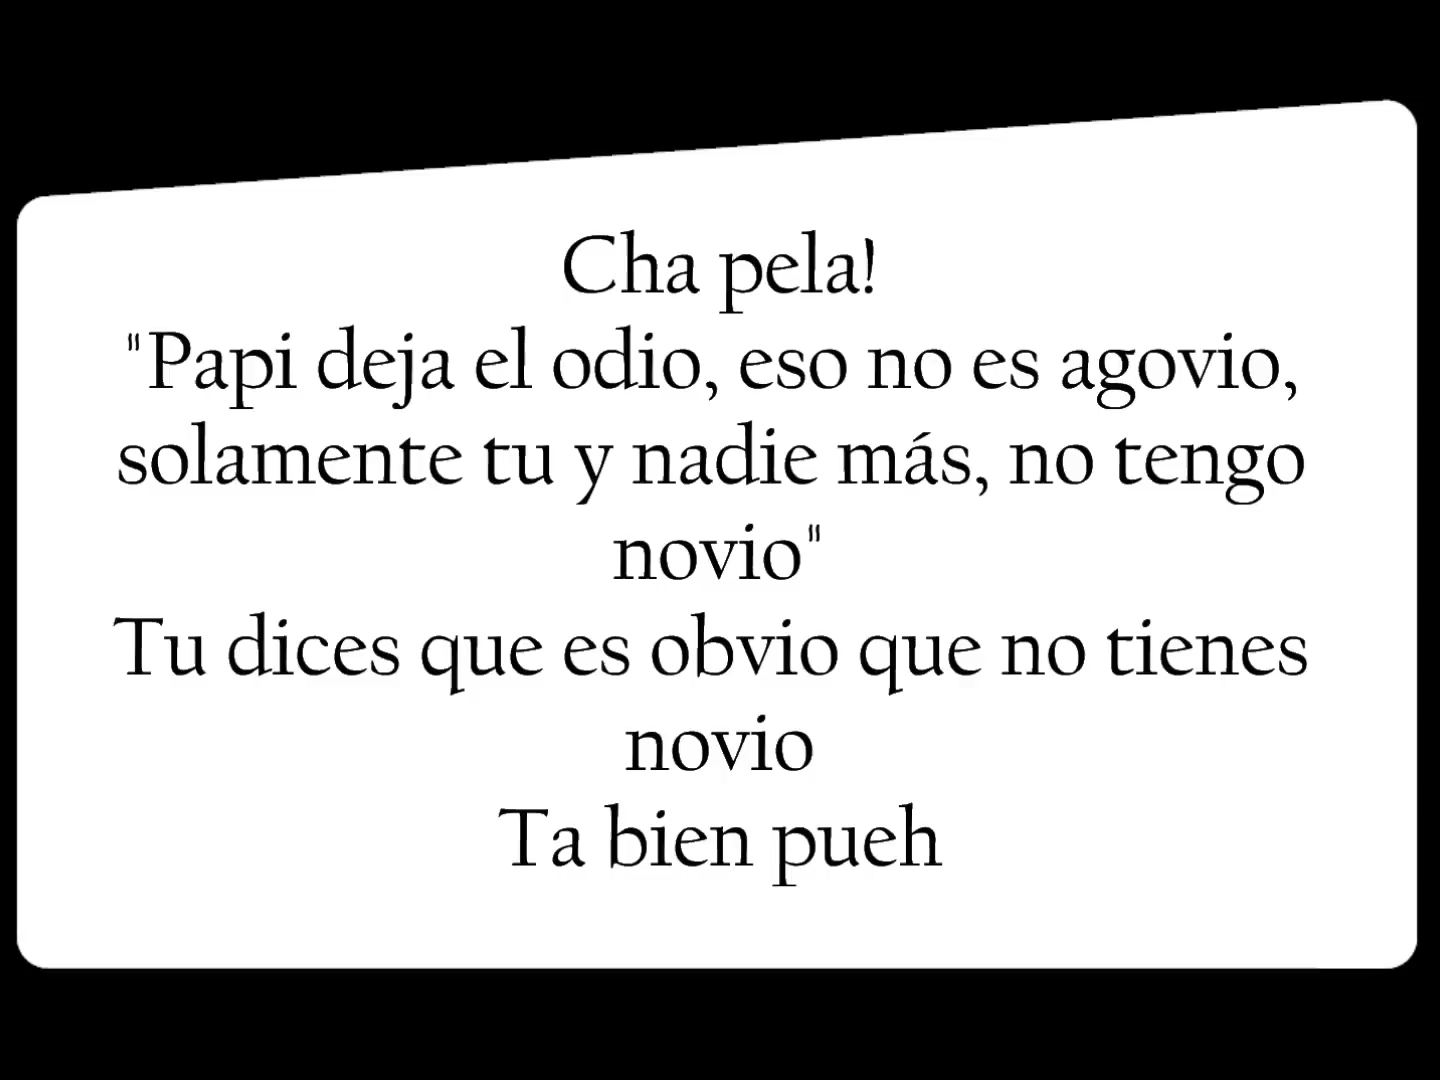 Cha pela!
"Papi deja el odio, eso no es agovio,
solamente tu y nadie más, no tengo
novio"
Tu dices que es obvio que no tienes
novio
Ta bien pueh